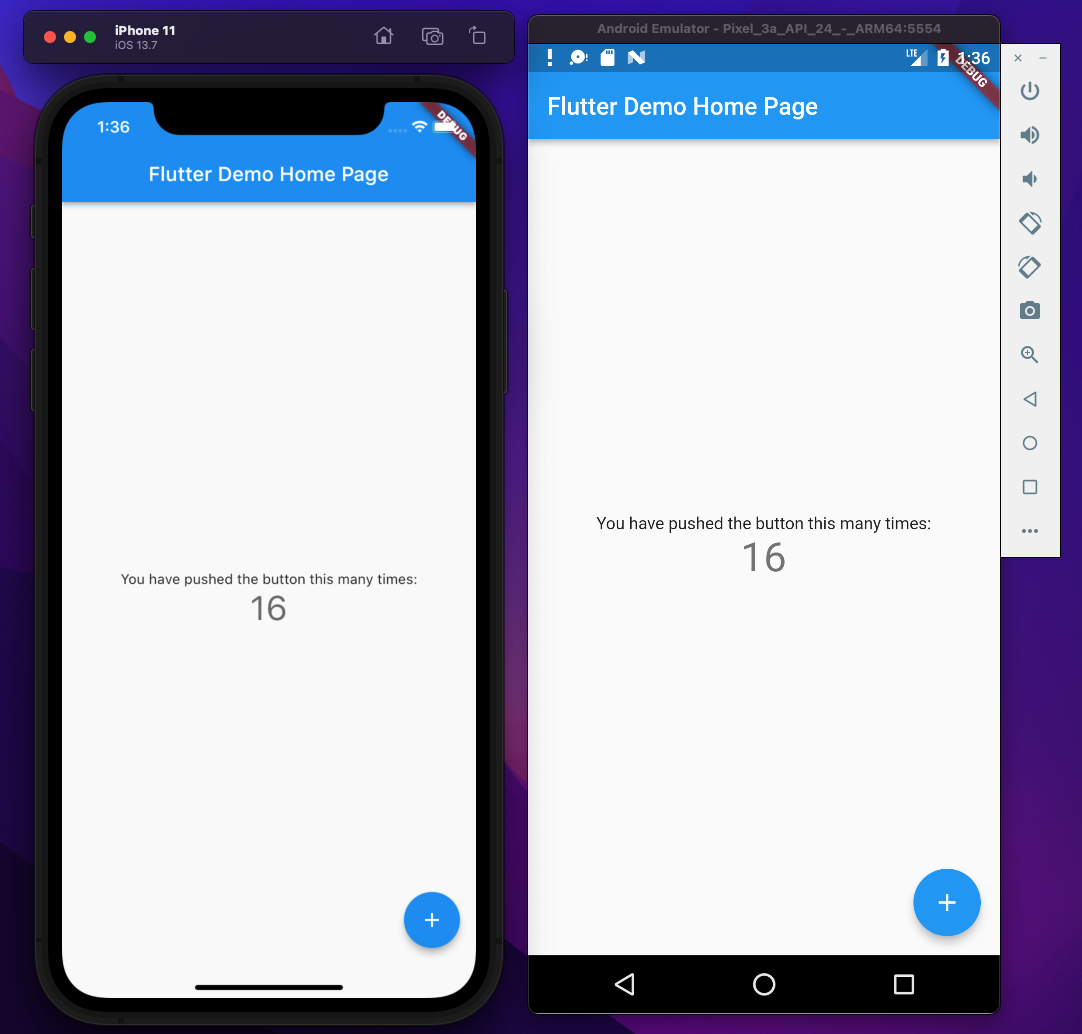 iPhone 11
iOS 13.7
1:36
DEBUG
Flutter Demo Home Page
You have pushed the button this many times:
16
Android Emulator - Pixel_3a_API_24_-_ARM64:5554
LTE
1:36
DEBUG
Flutter Demo Home Page
You have pushed the button this many times:
16